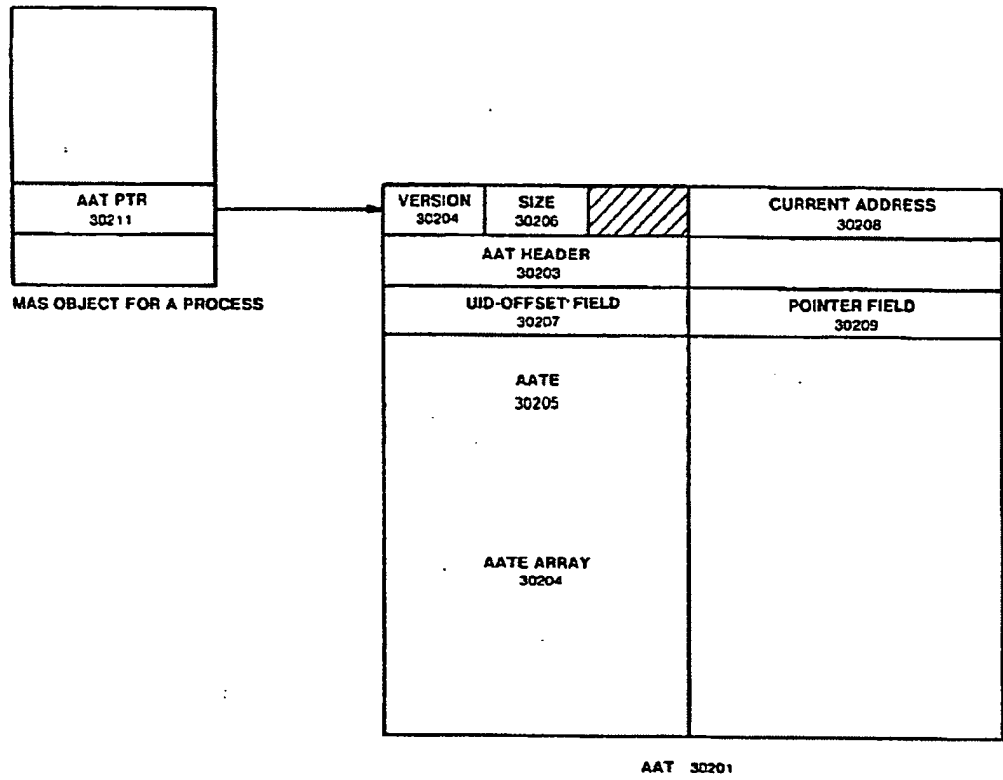 AAT PTR
30211
MAS OBJECT FOR A PROCESS
VERSION
30204
SIZE
30206
CURRENT ADDRESS
30208
AAT HEADER
30203
UID-OFFSET FIELD
30207
POINTER FIELD
30209
AATE
30205
AATE ARRAY
30204
AAT 30201